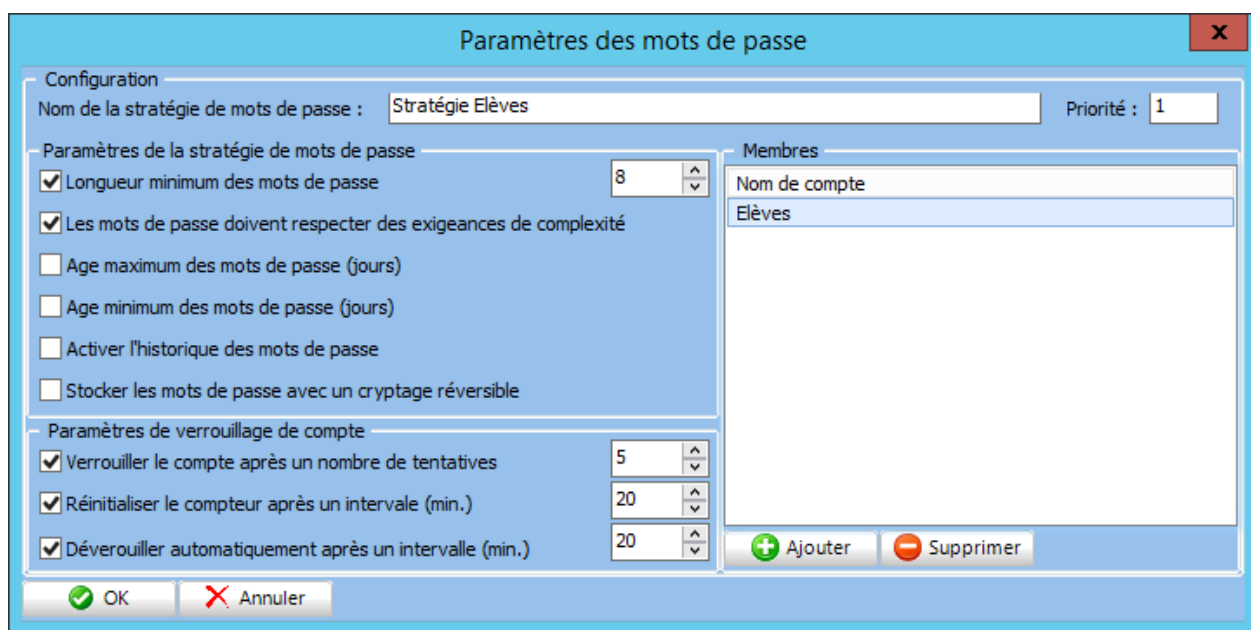 Paramètres des mots de passe
x
Configuration
Nom de la stratégie de mots de passe : Stratégie Elèves Priorité : 1
Paramètres de la stratégie de mots de passe
Longueur minimum des mots de passe 8
Les mots de passe doivent respecter des exigeances de complexité
Age maximum des mots de passe (jours)
Age minimum des mots de passe (jours)
Activer l'historique des mots de passe
Stocker les mots de passe avec un cryptage réversible
Paramètres de verrouillage de compte
Verrouiller le compte après un nombre de tentatives 5
Réinitialiser le compteur après un intervale (min.) 20
Déverouiller automatiquement après un intervalle (min.) 20
Membres
Nom de compte
Elèves
Ajouter Supprimer
OK Annuler